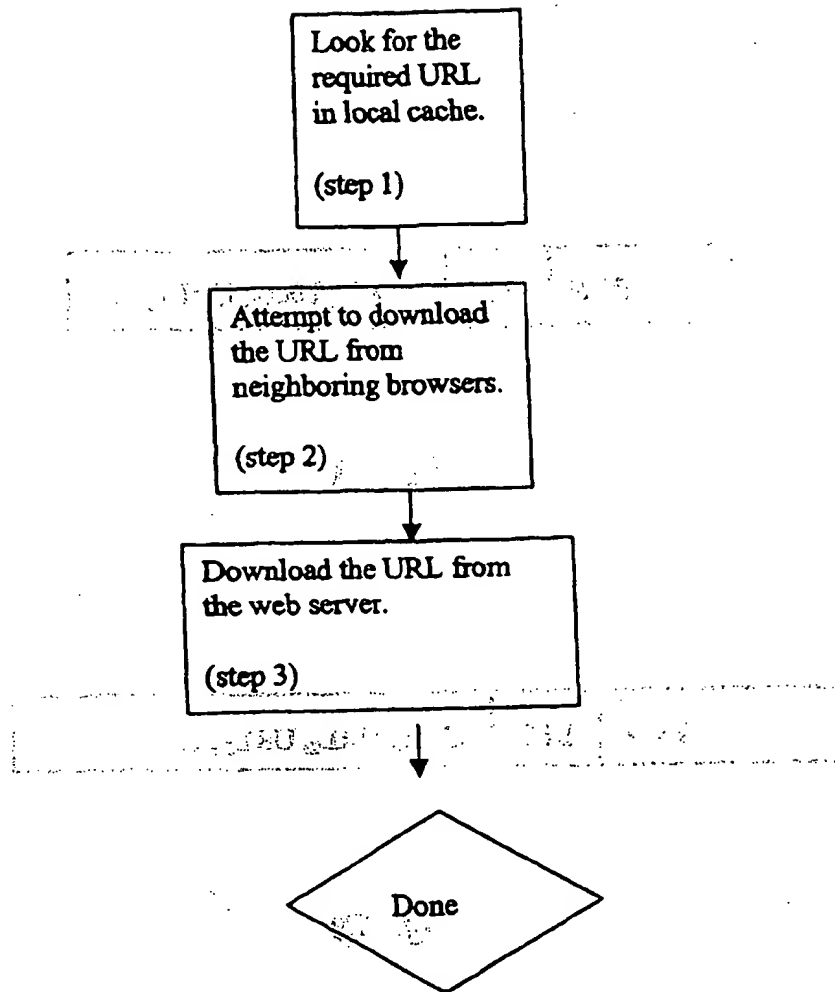 Look for the
required URL
in local cache.
(step 1)
Attempt to download
the URL from
neighboring browsers.
(step 2)
Download the URL from
the web server.
(step 3)
Done